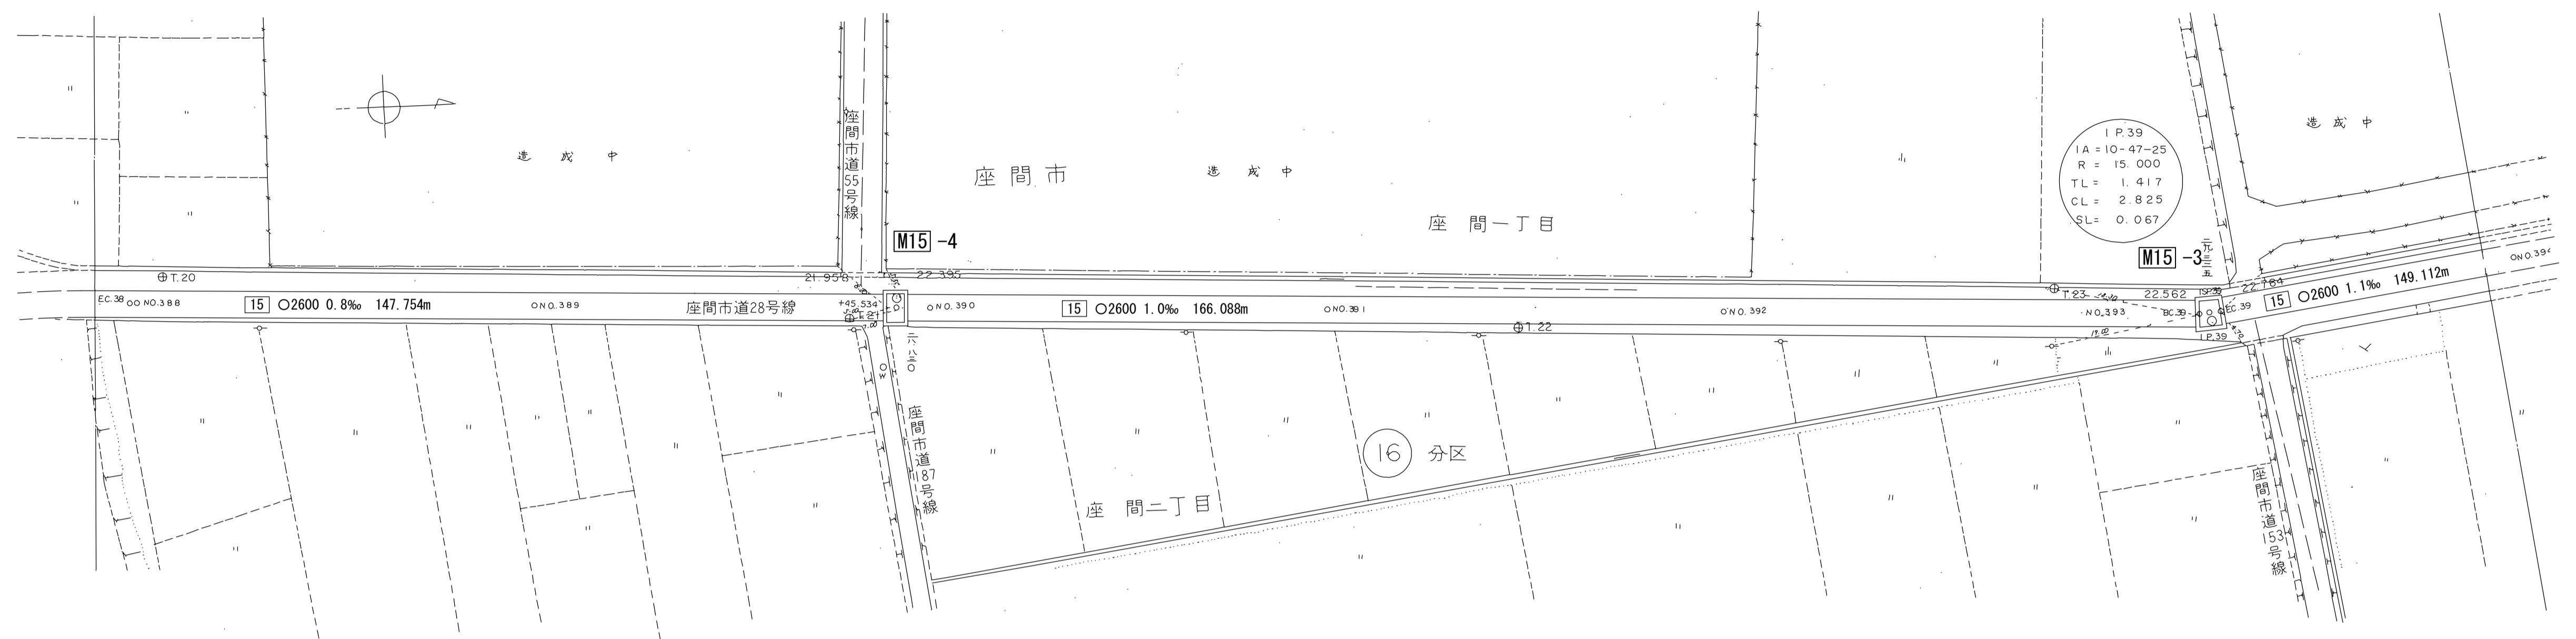 座間市道55号線
座間市
造成中
造成中
造成中
座間一丁目
I P.39
IA = 10-47-25
R = 15.000
TL = 1.417
CL = 2.825
SL = 0.067
M15 -4
M15 -3
T.20
21.958
22.395
T.23
22.562
22.784
E.C.38
NO.388
15 ○2600 0.8‰ 147.754m
NO.389
座間市道28号線
+45.534
T.21
NO.390
15 ○2600 1.0‰ 166.088m
NO.391
T.22
NO.392
NO.393
BC.39
EC.39
I.P.39
15 ○2600 1.1‰ 149.112m
W
座間市道187号線
16 分区
座間二丁目
座間市道153号線